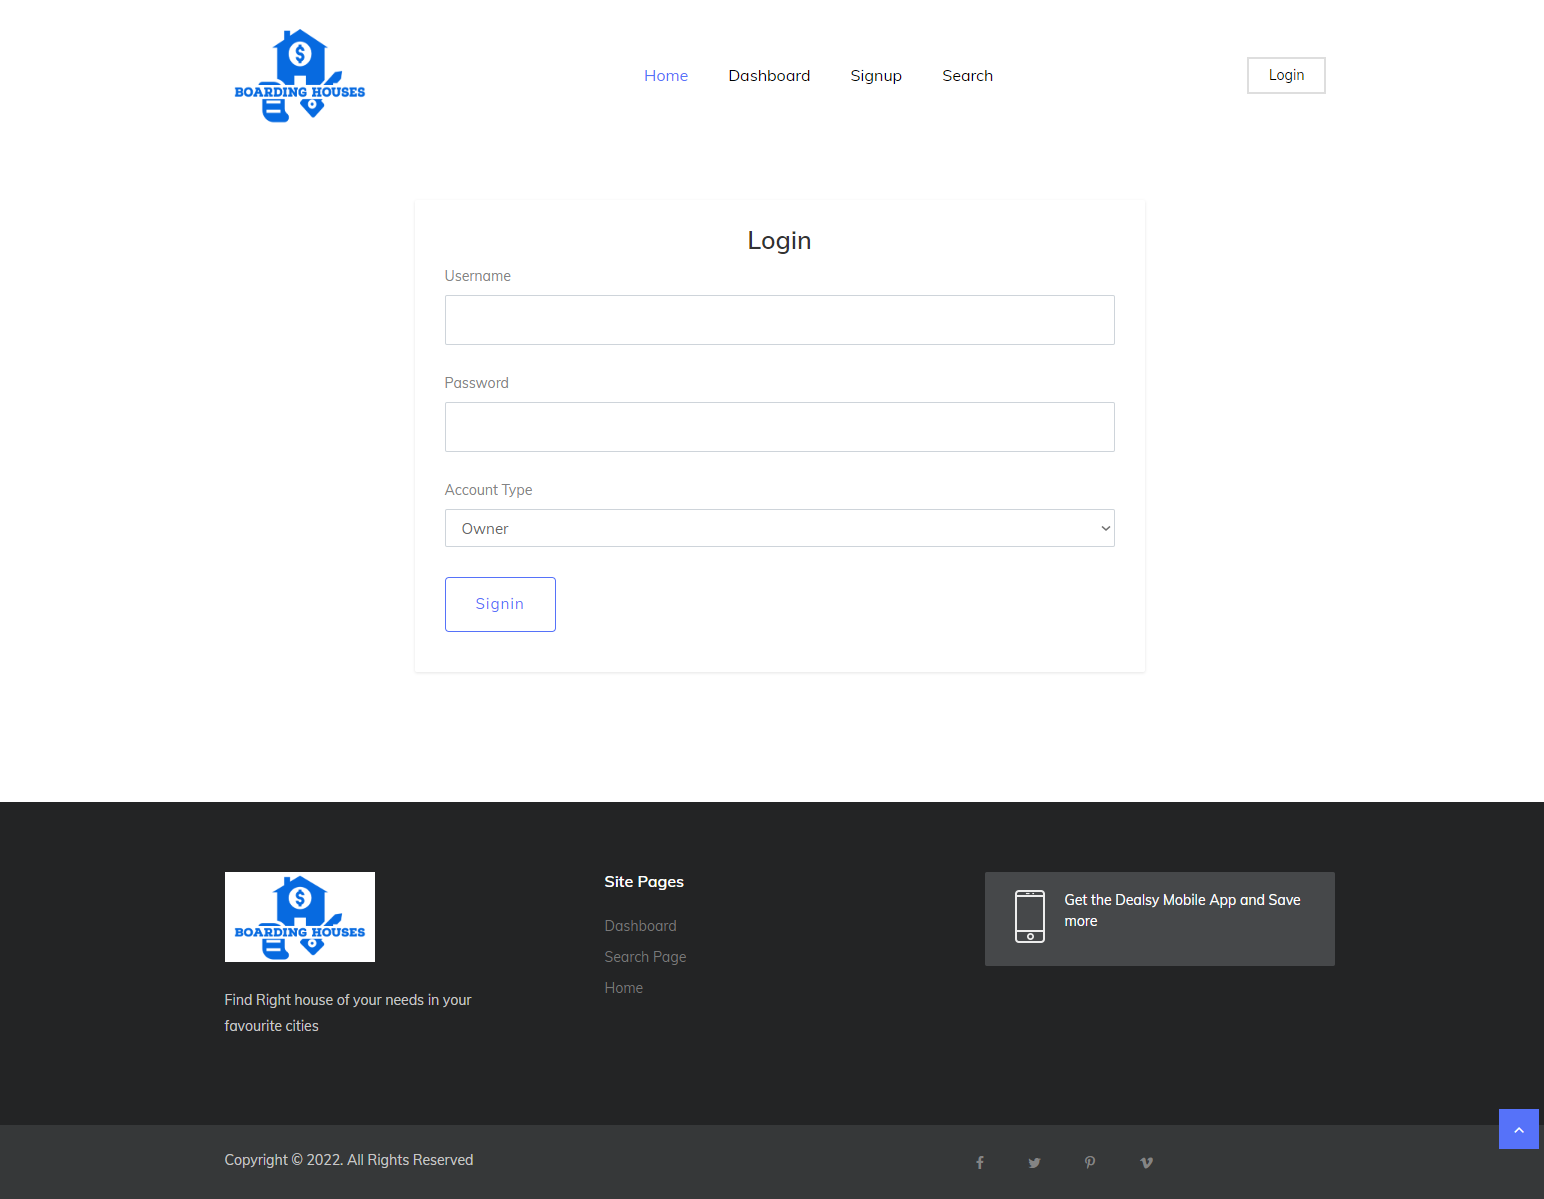 BOARDING HOUSES
Home Dashboard Signup Search
Login
Login
Username
Password
Account Type
Owner
Signin
BOARDING HOUSES
Find Right house of your needs in your
favourite cities
Site Pages
Dashboard
Search Page
Home
Get the Dealsy Mobile App and Save
more
Copyright © 2022. All Rights Reserved